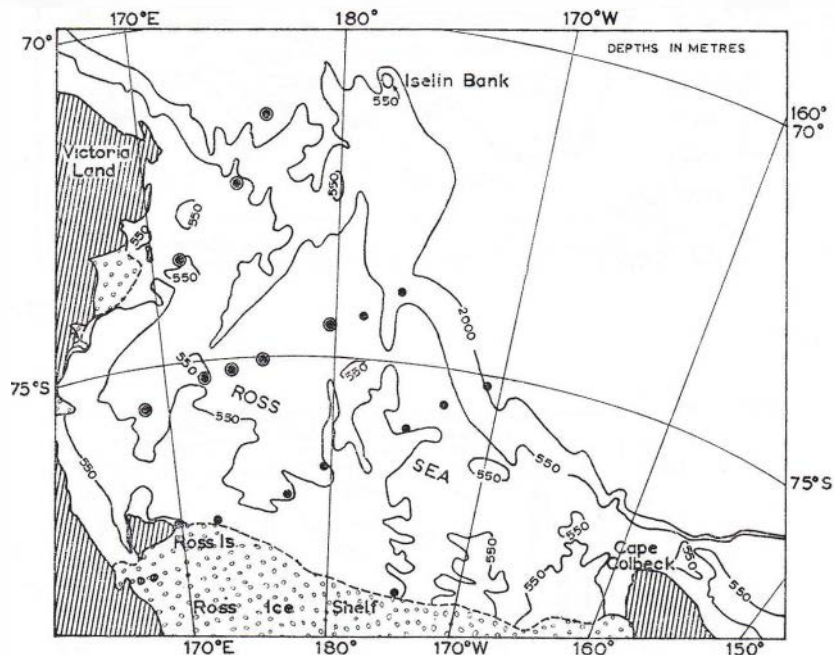 170°E 180° 170°W
70° DEPTHS IN METRES
Iselin Bank
550
160°
70°
Victoria
Land
550
550
550
550
2000
75°S
550
550
ROSS
550
SEA
550
550
550
75°S
550
Ross Is
550
550
550
Cape
Colbeck
550
550
Ross Ice Shelf
170°E 180° 170°W 160° 150°